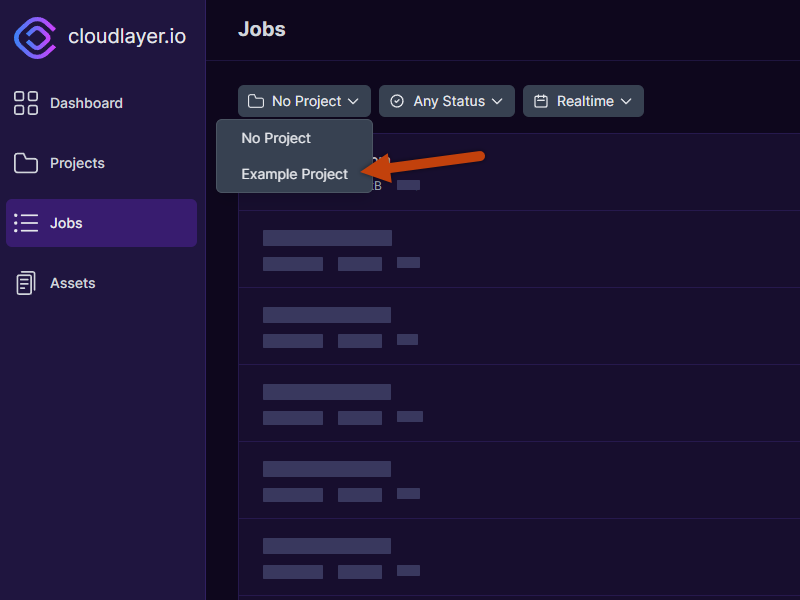 cloudlayer.io
Dashboard
Projects
Jobs
Assets
Jobs
No Project
Any Status
Realtime
No Project
Example Project